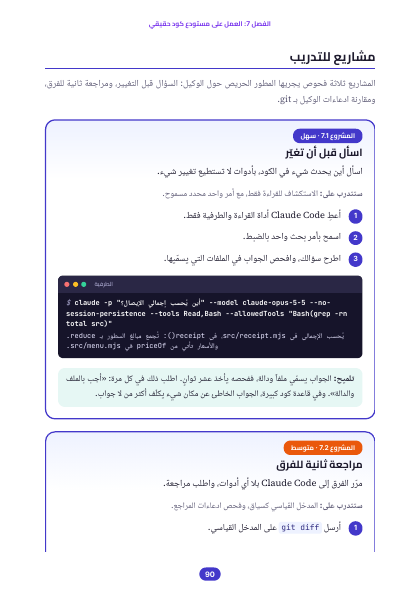 الفصل 7: العمل على مستودع كود حقيقي
مشاريع للتدريب
المشاريع ثلاثة فحوص يجريها المطور الحريص حول الوكيل: السؤال قبل التغيير، ومراجعة ثانية للفرق،
ومقارنة ادعاءات الوكيل بـ git.
المشروع 7.1 · سهل
اسأل قبل أن تغيّر
اسأل أين يحدث شيء في الكود، بأدوات لا تستطيع تغيير شيء.
ستتدرب على: الاستكشاف للقراءة فقط، مع أمر واحد محدد مسموح.
1 أعطِ Claude Code أداة القراءة والطرفية فقط.
2 اسمح بأمر بحث واحد بالضبط.
3 اطرح سؤالك، وافحص الجواب في الملفات التي يسمّيها.
الطرفية
$ claude -p "أين يُحسب إجمالي الإيصال؟" --model claude-opus-5-5 --no-
session-persistence --tools Read,Bash --allowedTools "Bash(grep -rn
total src)"
يُحسب الإجمالي في src/receipt.mjs، في receipt(): تُجمع مبالغ السطور بـ reduce.
والأسعار تأتي من priceOf في src/menu.mjs.
تلميح: الجواب يسمّي ملفاً ودالة، ففحصه يأخذ عشر ثوانٍ. اطلب ذلك في كل مرة: «أجب بالملف
والدالة». وفي قاعدة كود كبيرة، الجواب الخاطئ عن مكان شيء يكلّف أكثر من لا جواب.
المشروع 7.2 · متوسط
مراجعة ثانية للفرق
مرّر الفرق إلى Claude Code بلا أي أدوات، واطلب مراجعة.
ستتدرب على: المدخل القياسي كسياق، وفحص ادعاءات المراجع.
1 أرسل git diff على المدخل القياسي.
90